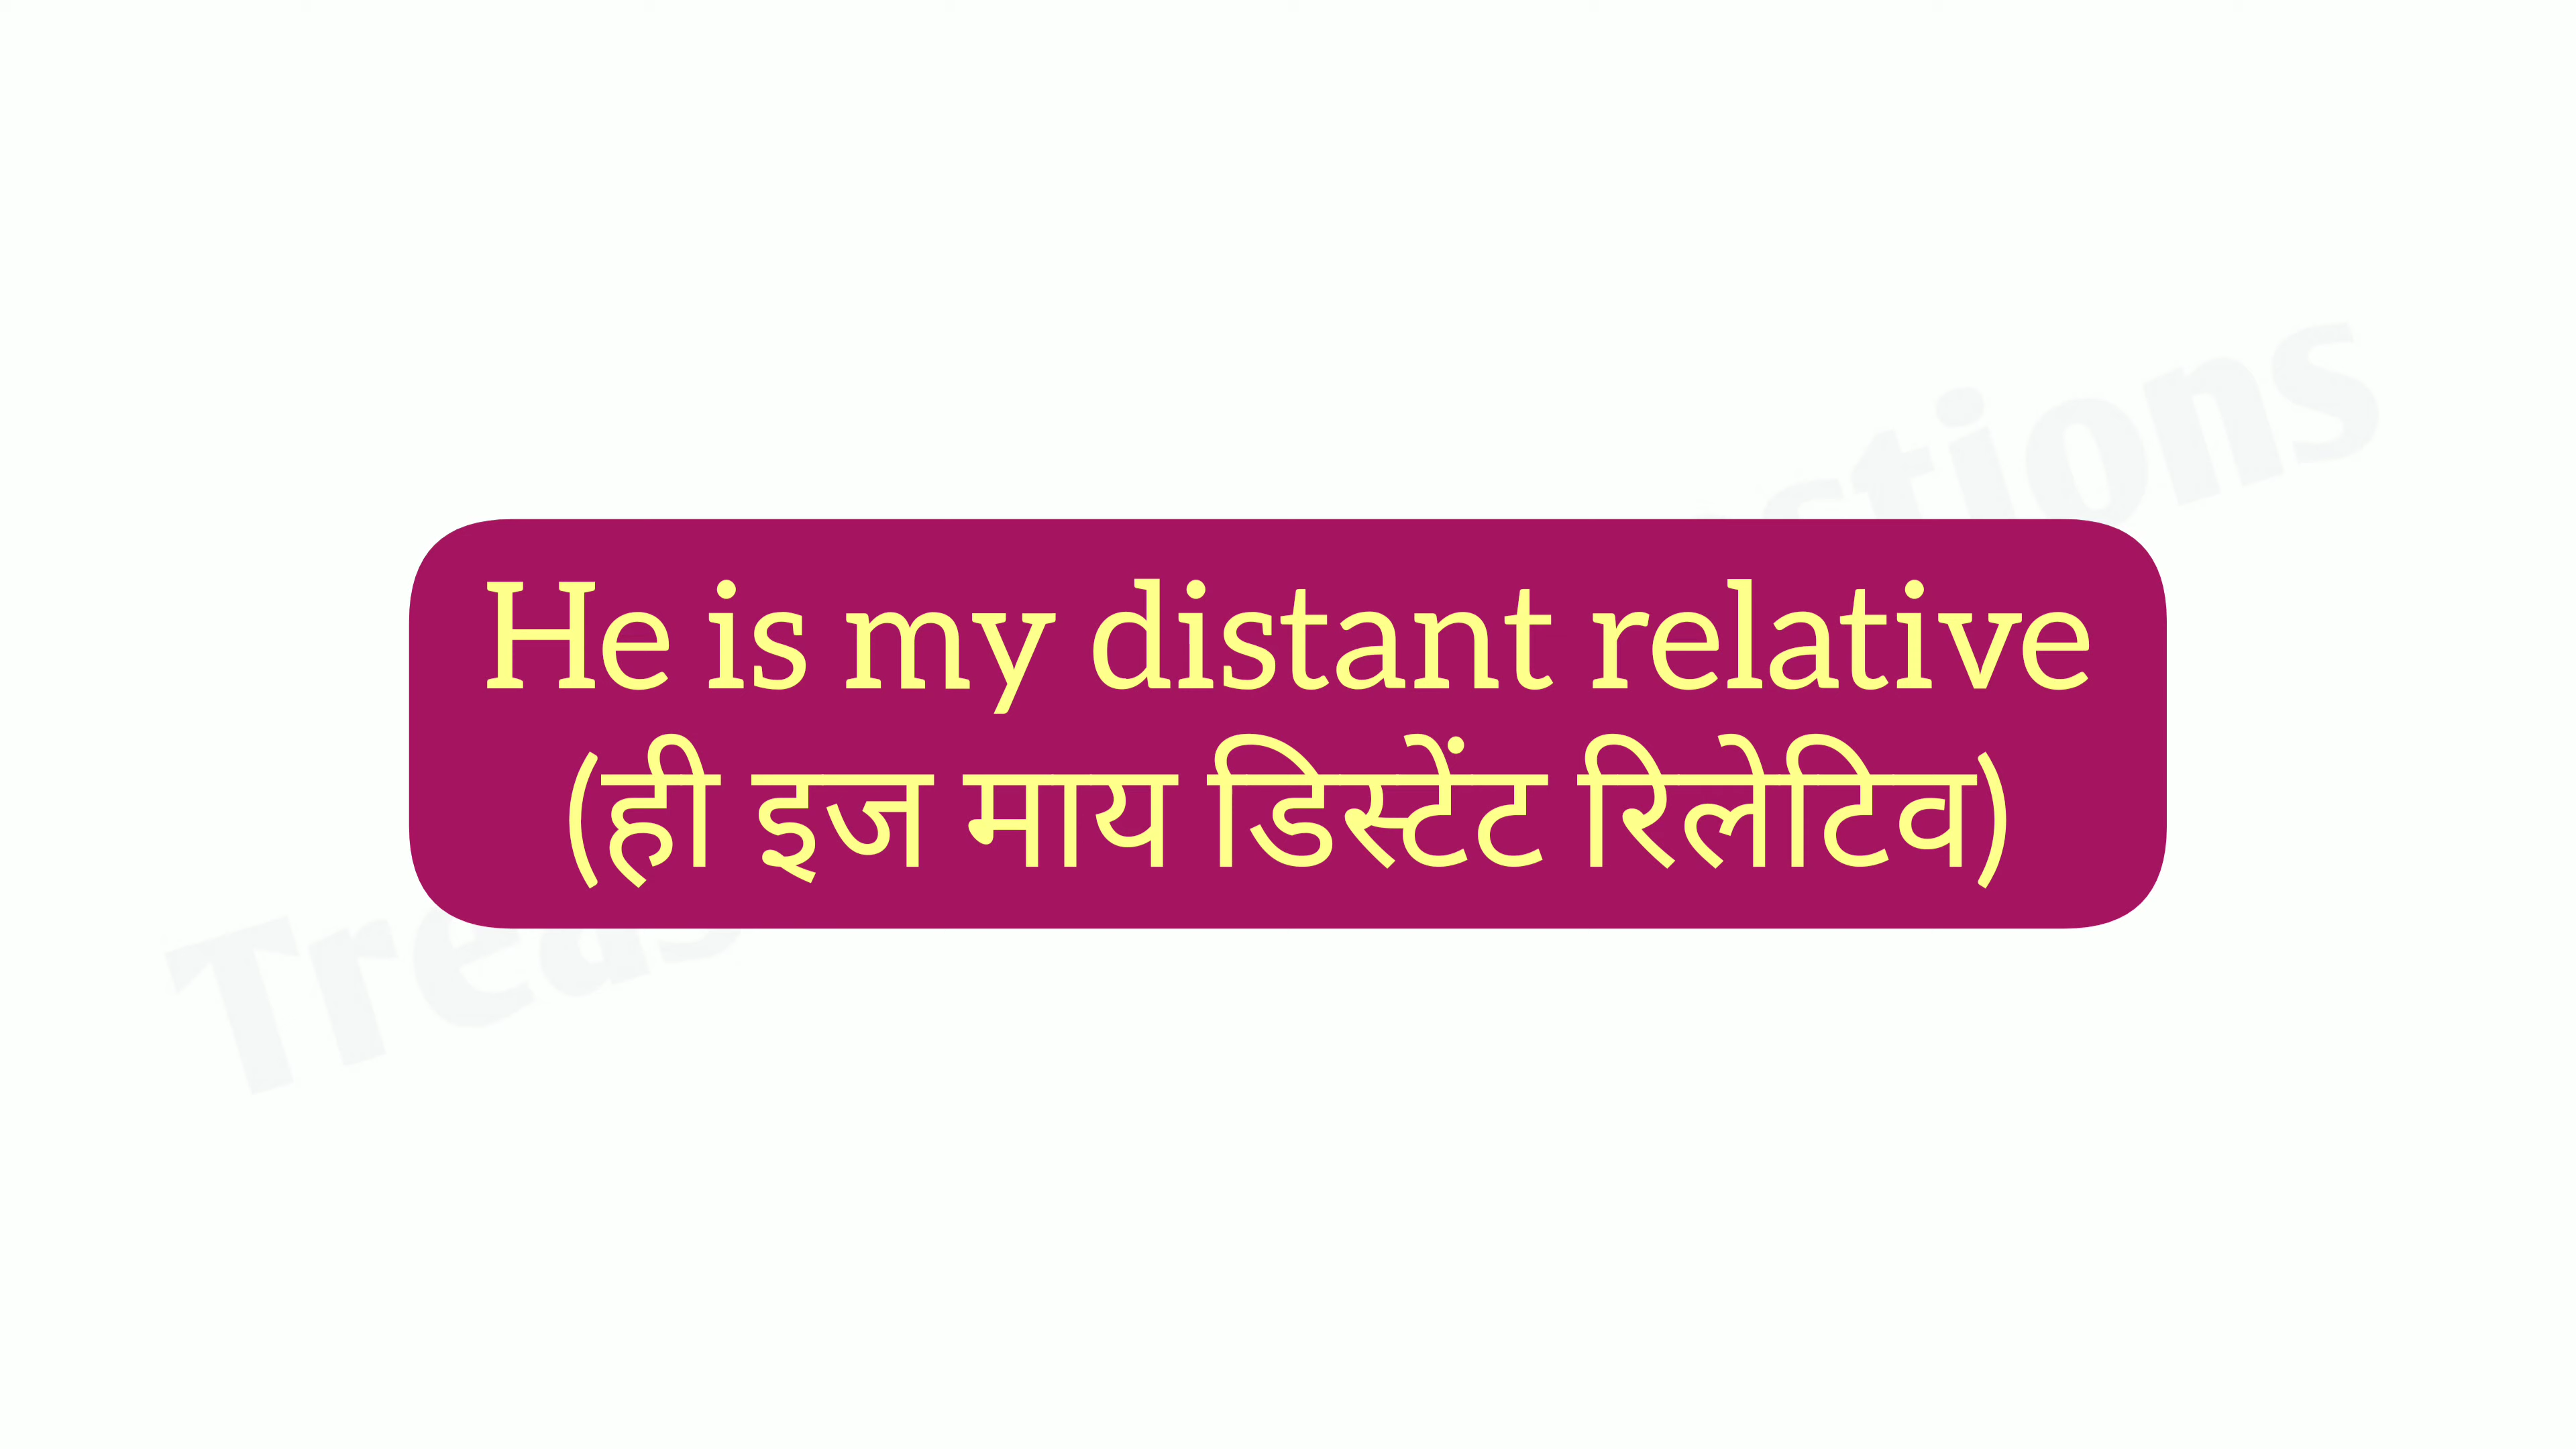 He is my distant relative
(ही इज माय डिस्टेंट रिलेटिव)